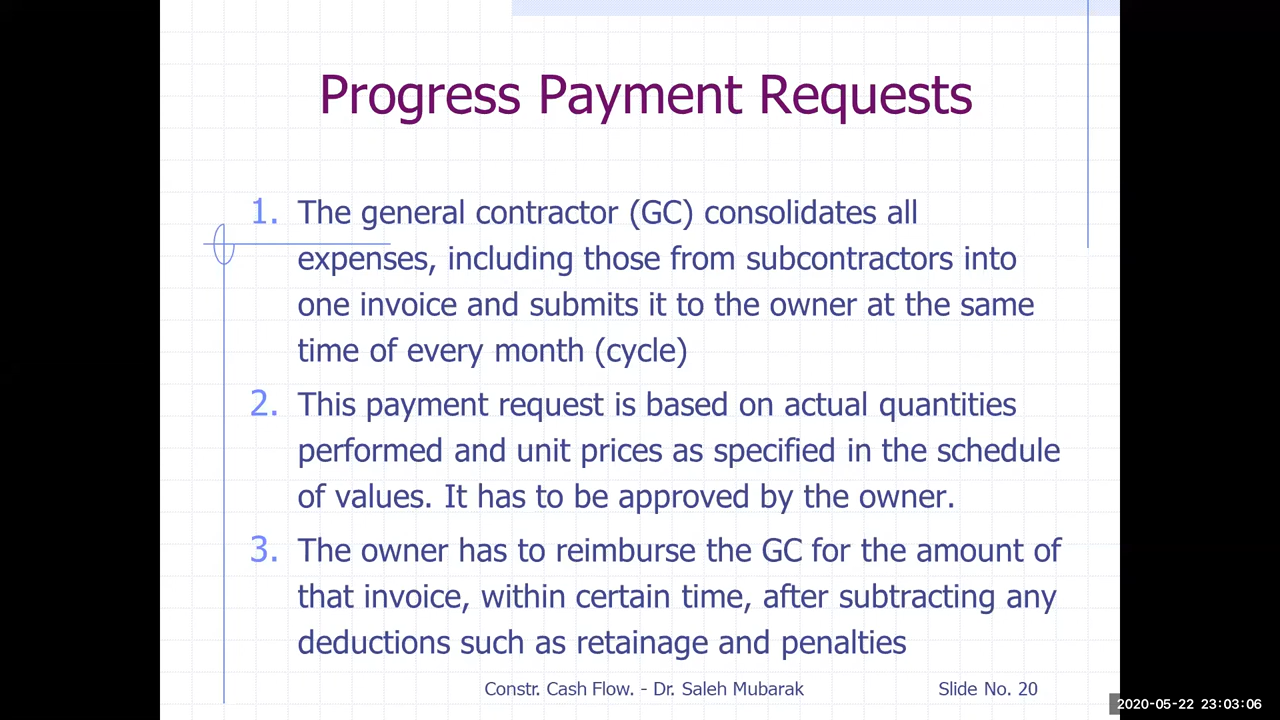 Progress Payment Requests
1. The general contractor (GC) consolidates all
expenses, including those from subcontractors into
one invoice and submits it to the owner at the same
time of every month (cycle)
2. This payment request is based on actual quantities
performed and unit prices as specified in the schedule
of values. It has to be approved by the owner.
3. The owner has to reimburse the GC for the amount of
that invoice, within certain time, after subtracting any
deductions such as retainage and penalties
Constr. Cash Flow. - Dr. Saleh Mubarak
Slide No. 20
2020-05-22 23:03:06